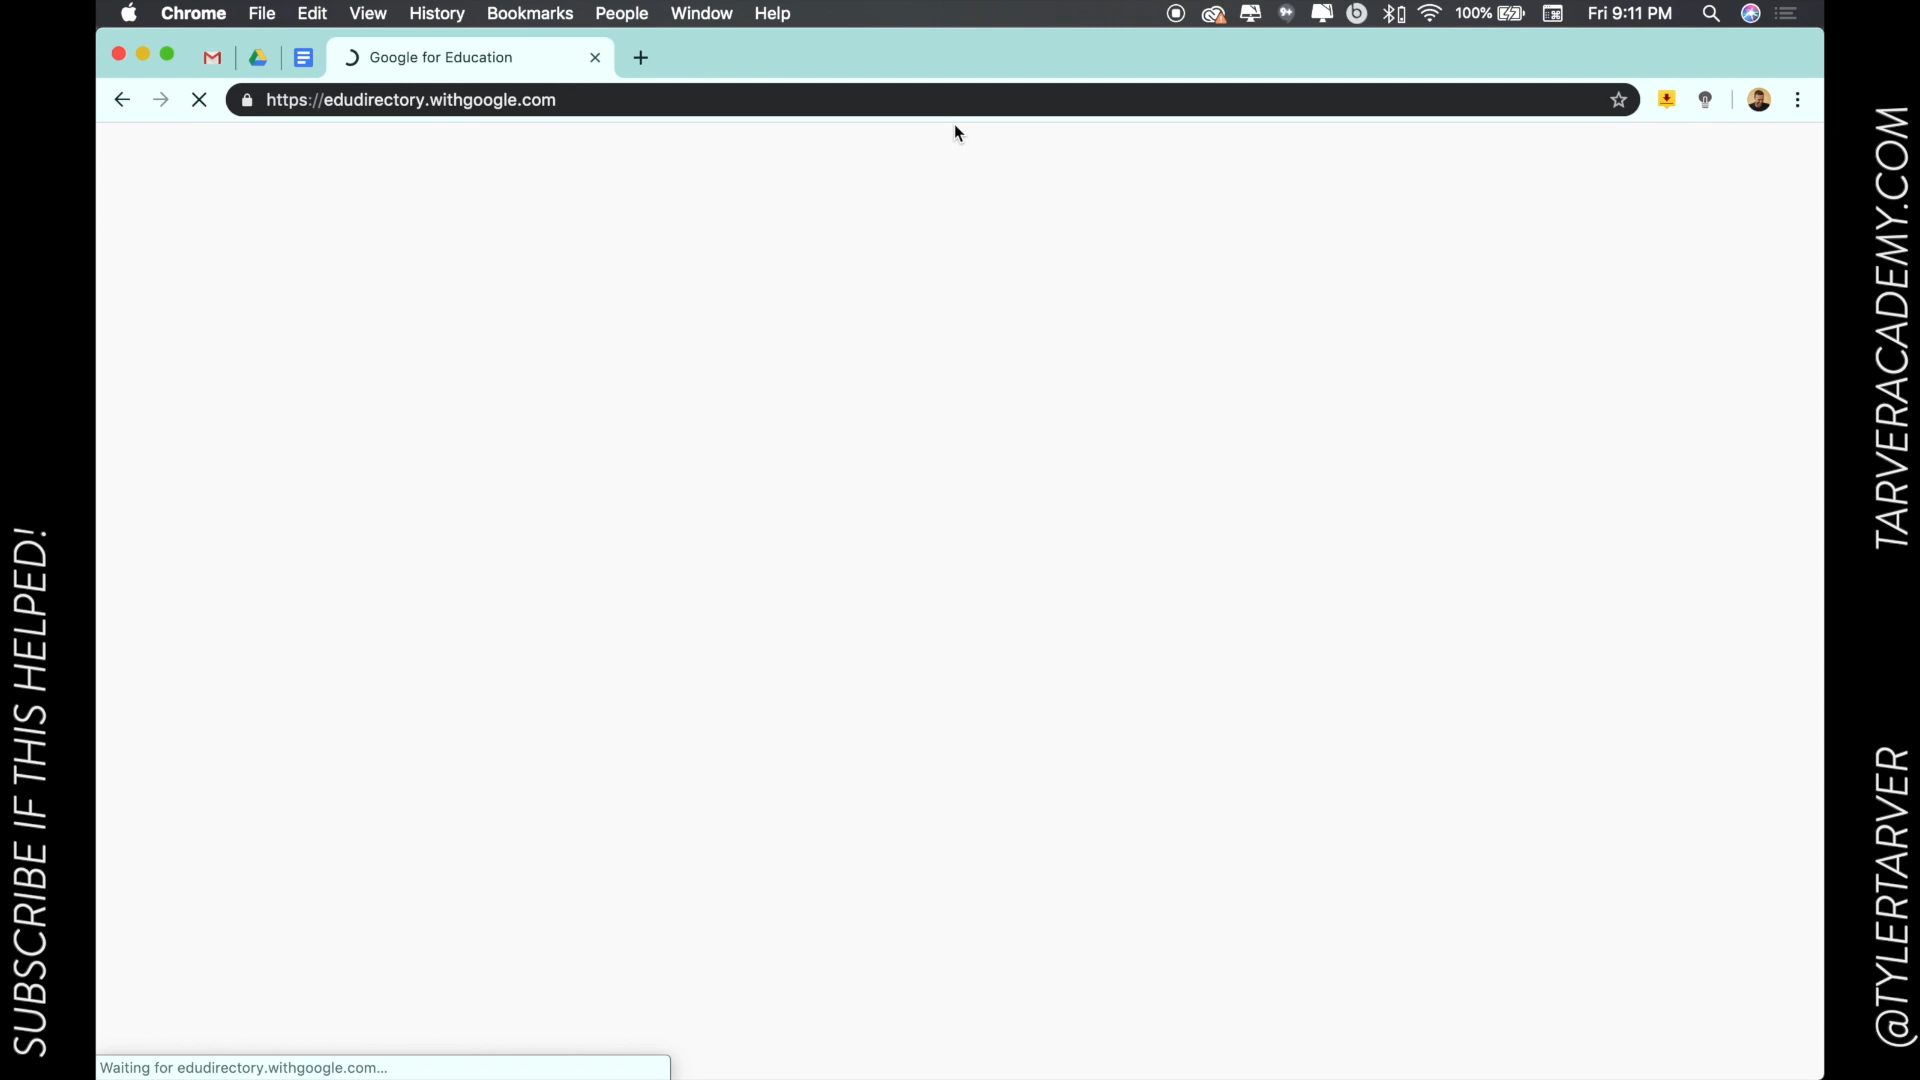 Chrome File Edit View History Bookmarks People Window Help 100% Fri 9:11 PM
Google for Education
https://edudirectory.withgoogle.com
Waiting for edudirectory.withgoogle.com...
SUBSCRIBE IF THIS HELPED!
TARVERACADEMY.COM
@TYLERTARVER